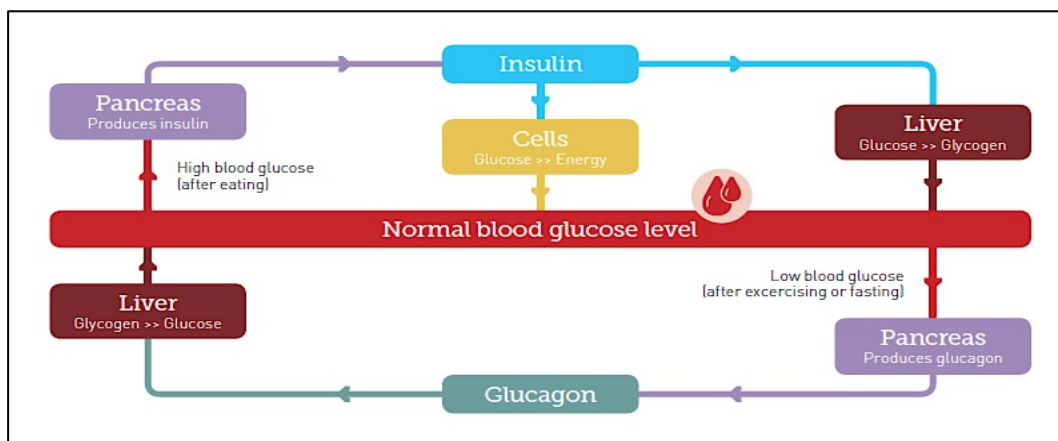 Insulin
Pancreas
Produces insulin
Cells
Glucose >> Energy
Liver
Glucose >> Glycogen
High blood glucose
(after eating)
Normal blood glucose level
Low blood glucose
(after excercising or fasting)
Liver
Glycogen >> Glucose
Pancreas
Produces glucagon
Glucagon